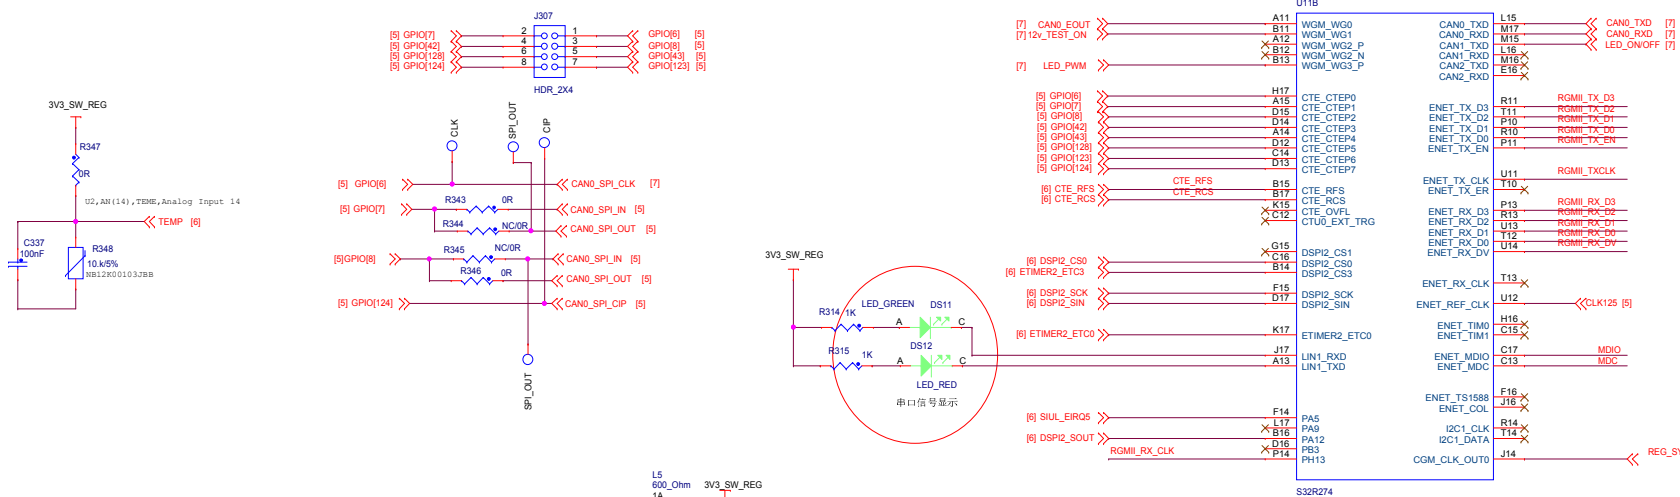 J307
[5] GPIO[7] 2 1 GPIO[6] [5]
[5] GPIO[42] 4 3 GPIO[8] [5]
[5] GPIO[128] 6 5 GPIO[43] [5]
[5] GPIO[124] 8 7 GPIO[123] [5]
HDR_2X4
3V3_SW_REG
R347
0R
U2,AN(14),TEME,Analog Input 14
TEMP [6]
C337
100nF
R348
10.k/5%
NB12K00103JBB
CLK
SPI_OUT
CIP
[5] GPIO[6] CAN0_SPI_CLK [7]
[5] GPIO[7] R343 0R CAN0_SPI_IN [5]
R344 NC/0R CAN0_SPI_OUT [5]
[5]GPIO[8] R345 NC/0R CAN0_SPI_IN [5]
R346 0R CAN0_SPI_OUT [5]
[5] GPIO[124] CAN0_SPI_CIP [5]
SPI_OUT
3V3_SW_REG
R314 1K LED_GREEN DS11
A C
R315 1K DS12
A C
LED_RED
串口信号显示
L5
600_Ohm
1A
3V3_SW_REG
U11B
[7] CAN0_EOUT A11 WGM_WG0
[7] 12v_TEST_ON B11 WGM_WG1
A12 WGM_WG2_P
B12 WGM_WG2_N
[7] LED_PWM B13 WGM_WG3_P
[5] GPIO[6] H17 CTE_CTEP0
[5] GPIO[7] A15 CTE_CTEP1
[5] GPIO[8] D15 CTE_CTEP2
[5] GPIO[42] D14 CTE_CTEP3
[5] GPIO[43] A14 CTE_CTEP4
[5] GPIO[128] D12 CTE_CTEP5
[5] GPIO[123] C14 CTE_CTEP6
[5] GPIO[124] D13 CTE_CTEP7
[6] CTE_RFS CTE_RFS B15 CTE_RFS
[6] CTE_RCS CTE_RCS B17 CTE_RCS
K15 CTE_OVFL
C12 CTU0_EXT_TRG
G15 DSPI2_CS1
[6] DSPI2_CS0 C16 DSPI2_CS0
[6] ETIMER2_ETC3 B14 DSPI2_CS3
[6] DSPI2_SCK F15 DSPI2_SCK
[6] DSPI2_SIN D17 DSPI2_SIN
[6] ETIMER2_ETC0 K17 ETIMER2_ETC0
J17 LIN1_RXD
A13 LIN1_TXD
[6] SIUL_EIRQ5 F14 PA5
L17 PA9
[6] DSPI2_SOUT B16 PA12
D16 PB3
RGMII_RX_CLK P14 PH13
CAN0_TXD L15 CAN0_TXD [7]
CAN0_RXD M17 CAN0_RXD [7]
CAN1_TXD M15 LED_ON/OFF [7]
CAN1_RXD L16
CAN2_TXD M16
CAN2_RXD E16
ENET_TX_D3 R11 RGMII_TX_D3
ENET_TX_D2 T11 RGMII_TX_D2
ENET_TX_D1 P10 RGMII_TX_D1
ENET_TX_D0 R10 RGMII_TX_D0
ENET_TX_EN P11 RGMII_TX_EN
ENET_TX_CLK U11 RGMII_TXCLK
ENET_TX_ER T10
ENET_RX_D3 P13 RGMII_RX_D3
ENET_RX_D2 R13 RGMII_RX_D2
ENET_RX_D1 U13 RGMII_RX_D1
ENET_RX_D0 T12 RGMII_RX_D0
ENET_RX_DV U14 RGMII_RX_DV
ENET_RX_CLK T13
ENET_REF_CLK U12 CLK125 [5]
ENET_TIM0 H16
ENET_TIM1 C15
ENET_MDIO C17 MDIO
ENET_MDC C13 MDC
ENET_TS1588 F16
ENET_COL J16
I2C1_CLK R14
I2C1_DATA T14
CGM_CLK_OUT0 J14
S32R274